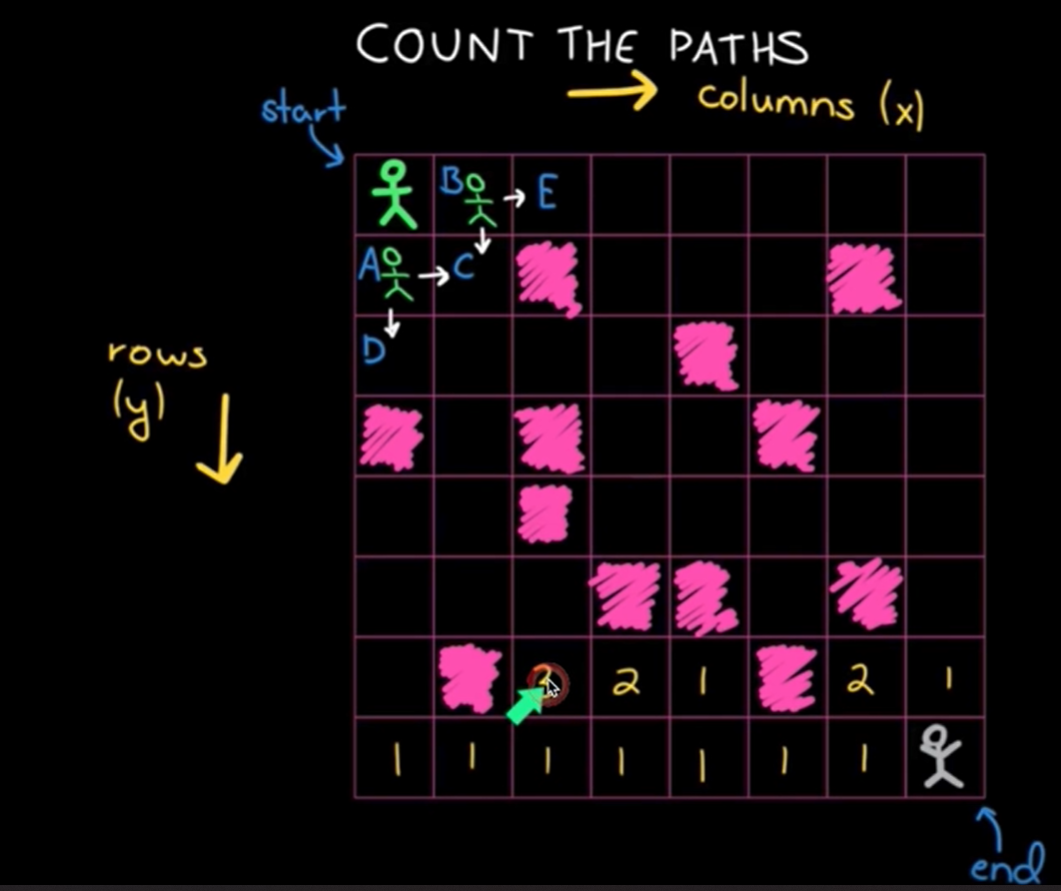 COUNT THE PATHS
→ columns (x)
start
B → E
A → C
D
rows
(y)
2 1 2 1
1 1 1 1 1 1 1
end